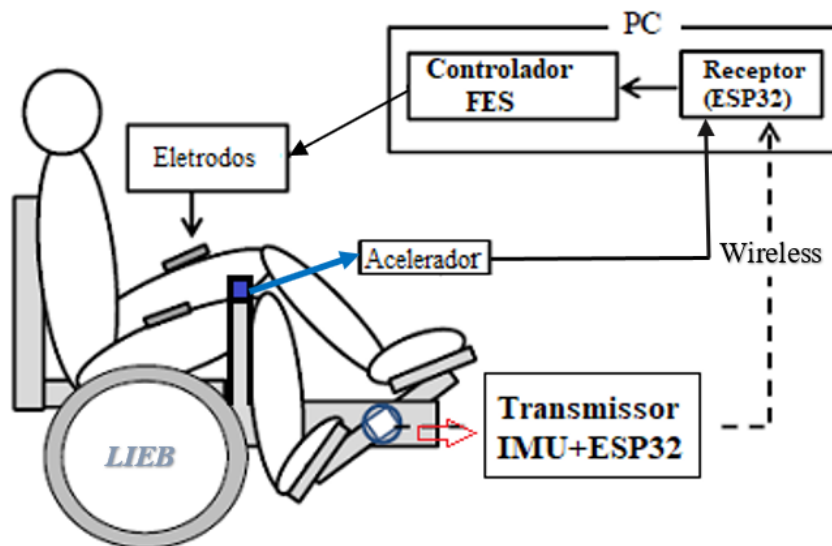 PC
Controlador
FES
Receptor
(ESP32)
Eletrodos
Acelerador
Wireless
Transmissor
IMU+ESP32
LIEB